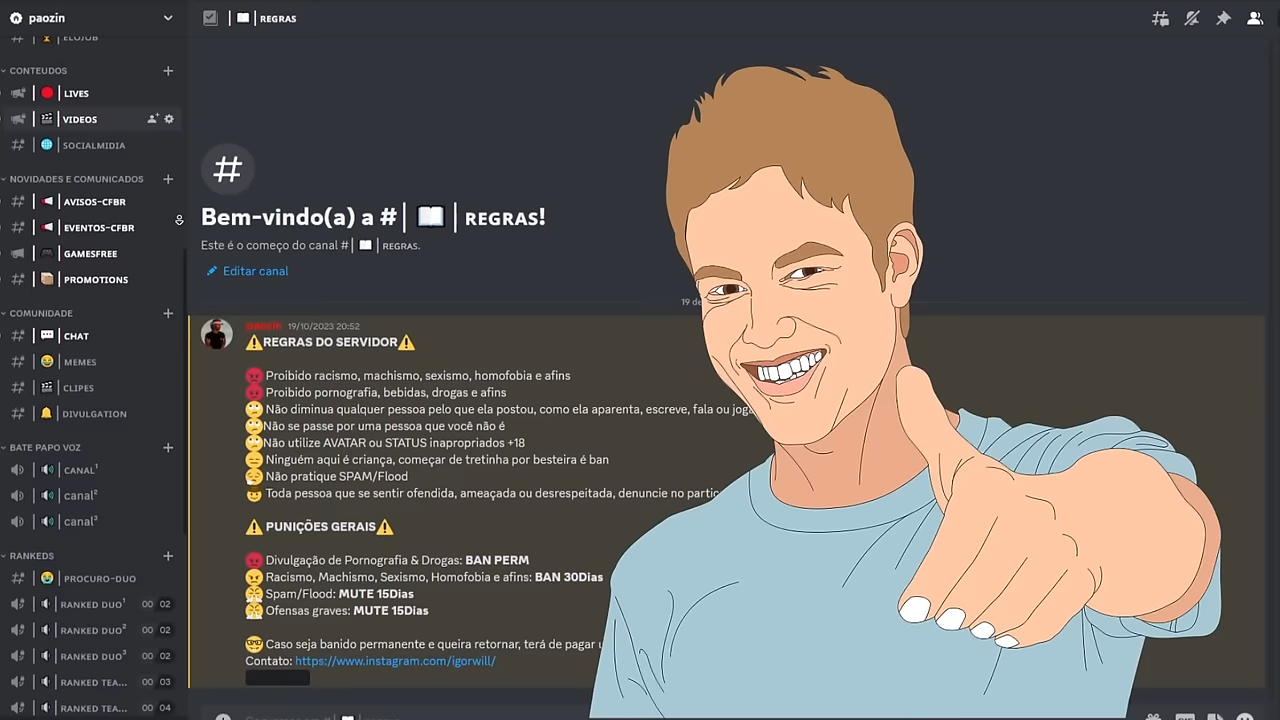 paozin
REGRAS
ELOJOB
CONTEUDOS
LIVES
VIDEOS
SOCIALMIDIA
NOVIDADES E COMUNICADOS
AVISOS-CFBR
EVENTOS-CFBR
GAMESFREE
PROMOTIONS
COMUNIDADE
CHAT
MEMES
CLIPES
DIVULGATION
BATE PAPO VOZ
CANAL¹
canal²
canal³
RANKEDS
PROCURO-DUO
RANKED DUO¹ 00 02
RANKED DUO² 00 02
RANKED DUO³ 00 02
RANKED TEA... 00 03
RANKED TEA... 00 04
Bem-vindo(a) a # | 📖 | REGRAS!
Este é o começo do canal # | 📖 | REGRAS.
Editar canal
19 de
paozin 19/10/2023 20:52
⚠️REGRAS DO SERVIDOR⚠️
😡 Proibido racismo, machismo, sexismo, homofobia e afins
😡 Proibido pornografia, bebidas, drogas e afins
🙄 Não diminua qualquer pessoa pelo que ela postou, como ela aparenta, escreve, fala ou
🙄Não se passe por uma pessoa que você não é
🙄Não utilize AVATAR ou STATUS inapropriados +18
😑 Ninguém aqui é criança, começar de tretinha por besteira é ban
😧 Não pratique SPAM/Flood
🤠 Toda pessoa que se sentir ofendida, ameaçada ou desrespeitada, denuncie no
⚠️ PUNIÇÕES GERAIS⚠️
😡 Divulgação de Pornografia & Drogas: BAN PERM
😠 Racismo, Machismo, Sexismo, Homofobia e afins: BAN 30Dias
😤 Spam/Flood: MUTE 15Dias
😤 Ofensas graves: MUTE 15Dias
🤓 Caso seja banido permanente e queira retornar, terá de pagar
Contato: https://www.instagram.com/igorwill/